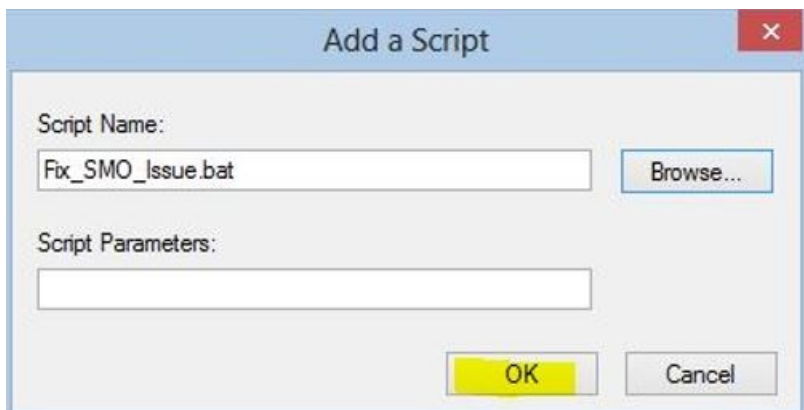 Add a Script
×
Script Name:
Fix_SMO_Issue.bat
Browse...
Script Parameters:
OK
Cancel